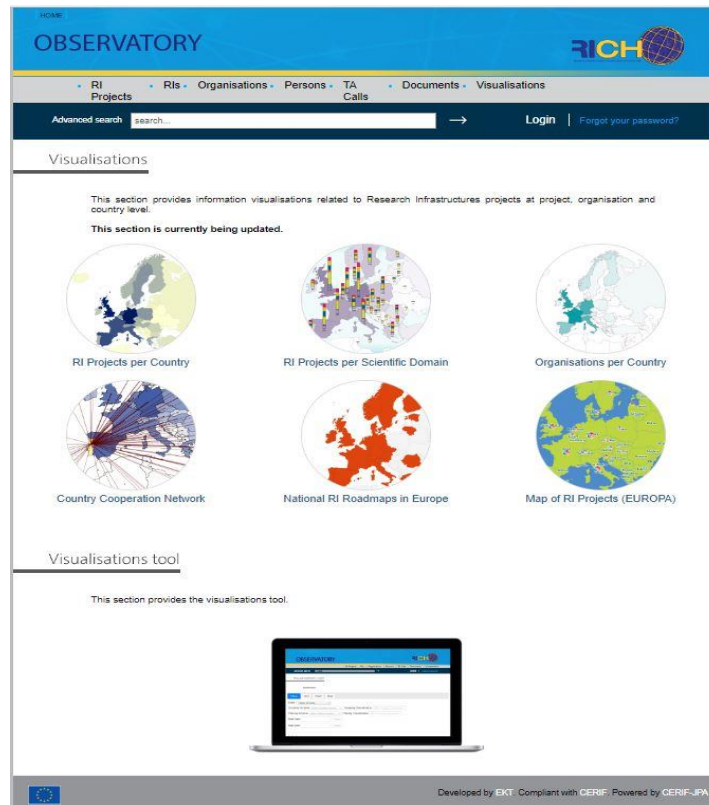 HOME
OBSERVATORY
RICH
RI Projects
RIs
Organisations
Persons
TA Calls
Documents
Visualisations
Advanced search
search...
Login | Forgot your password?
Visualisations
This section provides information visualisations related to Research Infrastructures projects at project, organisation and
country level.
This section is currently being updated.
RI Projects per Country
RI Projects per Scientific Domain
Organisations per Country
Country Cooperation Network
National RI Roadmaps in Europe
Map of RI Projects (EUROPA)
Visualisations tool
This section provides the visualisations tool.
OBSERVATORY
RICH
Developed by EKT Compliant with CERIF Powered by CERIF-JPA